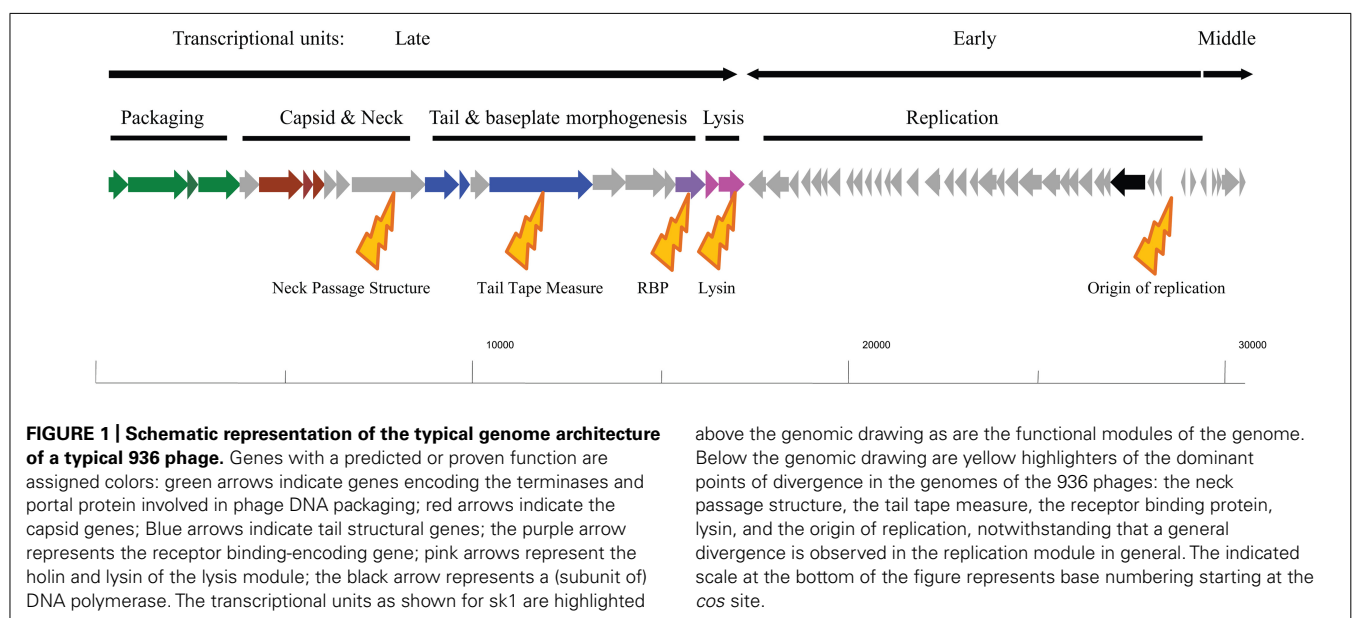 Transcriptional units: Late Early Middle
Packaging Capsid & Neck Tail & baseplate morphogenesis Lysis Replication
Neck Passage Structure Tail Tape Measure RBP Lysin Origin of replication
10000 20000 30000
FIGURE 1 | Schematic representation of the typical genome architecture
of a typical 936 phage. Genes with a predicted or proven function are
assigned colors: green arrows indicate genes encoding the terminases and
portal protein involved in phage DNA packaging; red arrows indicate the
capsid genes; Blue arrows indicate tail structural genes; the purple arrow
represents the receptor binding-encoding gene; pink arrows represent the
holin and lysin of the lysis module; the black arrow represents a (subunit of)
DNA polymerase. The transcriptional units as shown for sk1 are highlighted
above the genomic drawing as are the functional modules of the genome.
Below the genomic drawing are yellow highlighters of the dominant
points of divergence in the genomes of the 936 phages: the neck
passage structure, the tail tape measure, the receptor binding protein,
lysin, and the origin of replication, notwithstanding that a general
divergence is observed in the replication module in general. The indicated
scale at the bottom of the figure represents base numbering starting at the
cos site.